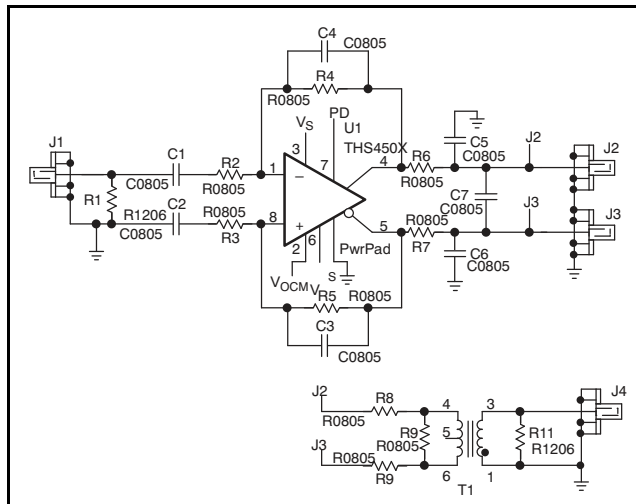 C4
C0805
R4
R0805
PD
U1
VS
THS450X
3
7
4
J1
C1
R2
1
C0805
R0805
R1
R1206
C2
C0805
R0805
R3
8
–
+
2
6
5
PwrPad
VOCM
V
S
R5
R0805
C3
C0805
R6
R0805
C5
C0805
J2
J2
C7
C0805
J3
J3
R0805
R7
C6
C0805
J2
R8
R0805
4
3
J4
R9
R0805
5
R11
R1206
J3
R0805
R9
6
1
T1